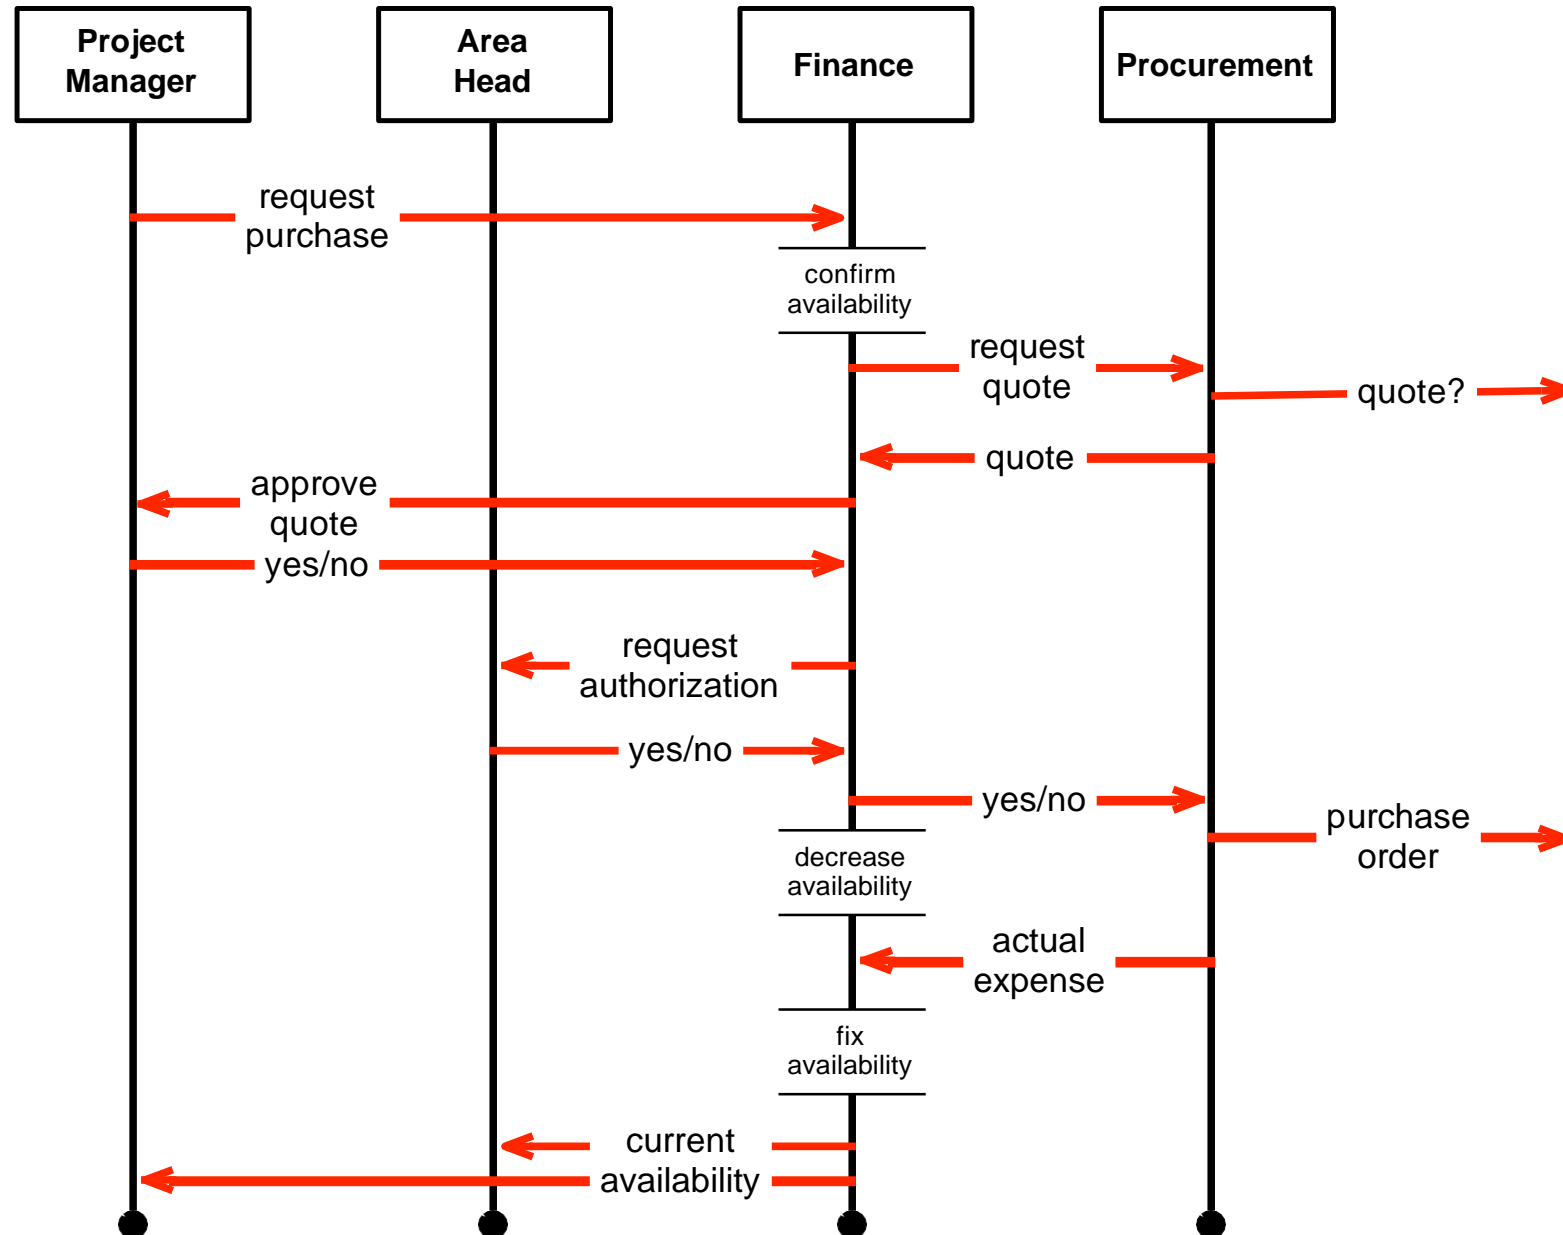 Project
Manager
Area
Head
Finance
Procurement
request
purchase
confirm
availability
request
quote
quote?
quote
approve
quote
yes/no
request
authorization
yes/no
yes/no
purchase
order
decrease
availability
actual
expense
fix
availability
current
availability